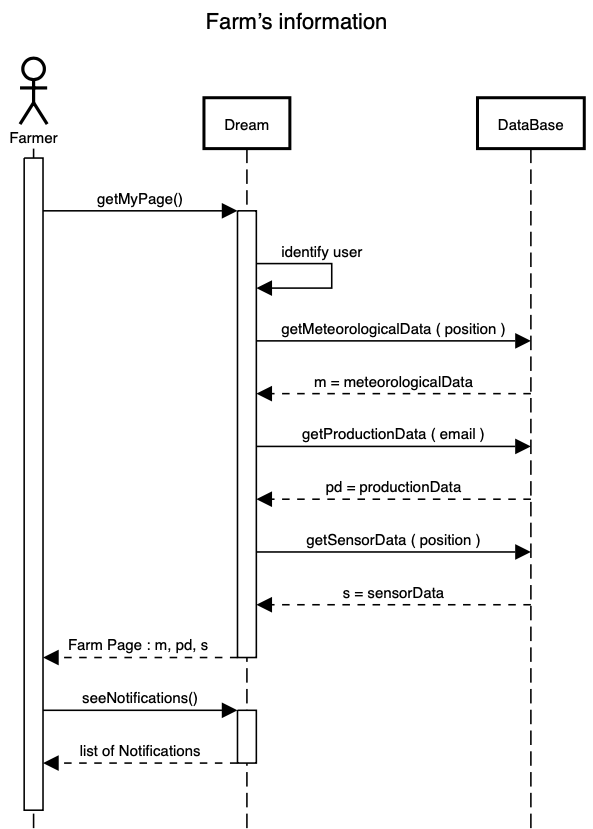 Farm's information
Farmer
Dream
DataBase
getMyPage()
identify user
getMeteorologicalData ( position )
m = meteorologicalData
getProductionData ( email )
pd = productionData
getSensorData ( position )
s = sensorData
Farm Page : m, pd, s
seeNotifications()
list of Notifications